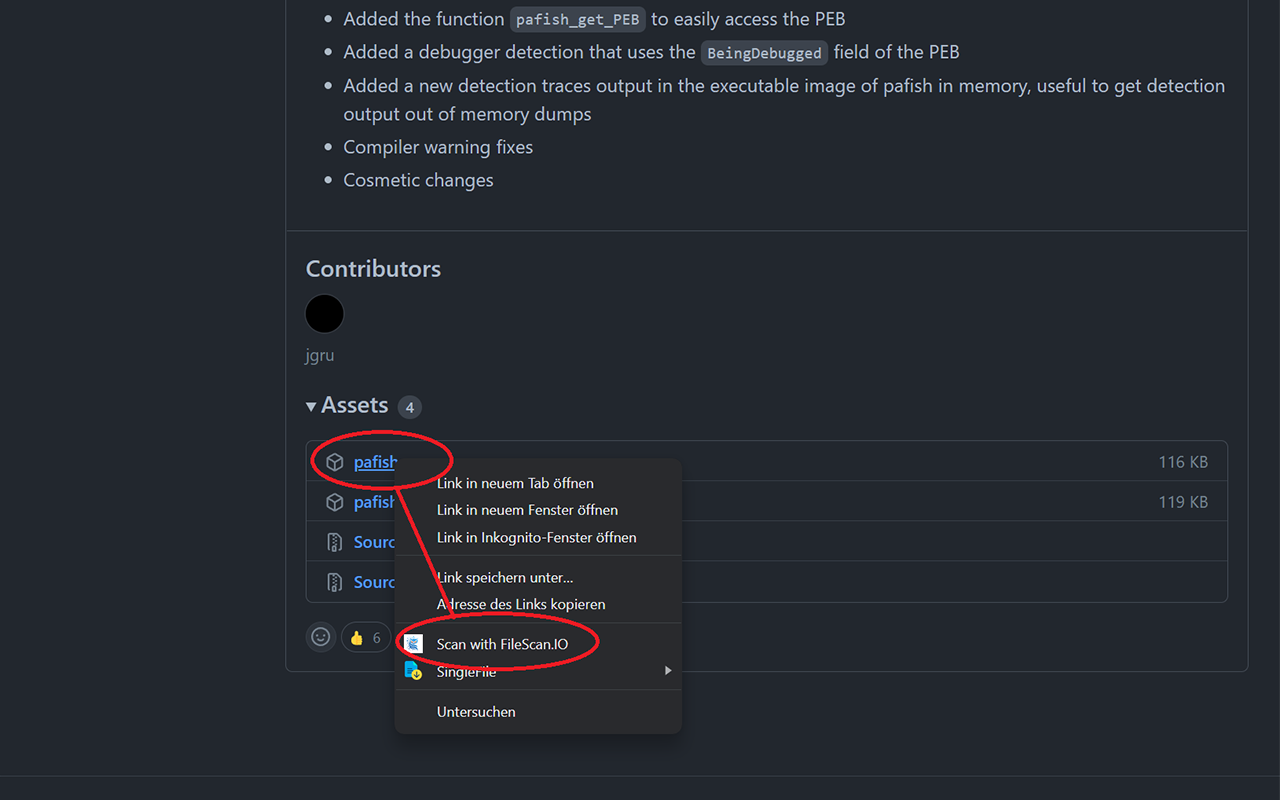 Added the function pafish_get_PEB to easily access the PEB
Added a debugger detection that uses the BeingDebugged field of the PEB
Added a new detection traces output in the executable image of pafish in memory, useful to get detection
output out of memory dumps
Compiler warning fixes
Cosmetic changes
Contributors
jgru
Assets 4
pafish 116 KB
pafish 119 KB
Sourc
Sourc
6
Link in neuem Tab öffnen
Link in neuem Fenster öffnen
Link in Inkognito-Fenster öffnen
Link speichern unter...
Adresse des Links kopieren
Scan with FileScan.IO
SingleFile
Untersuchen